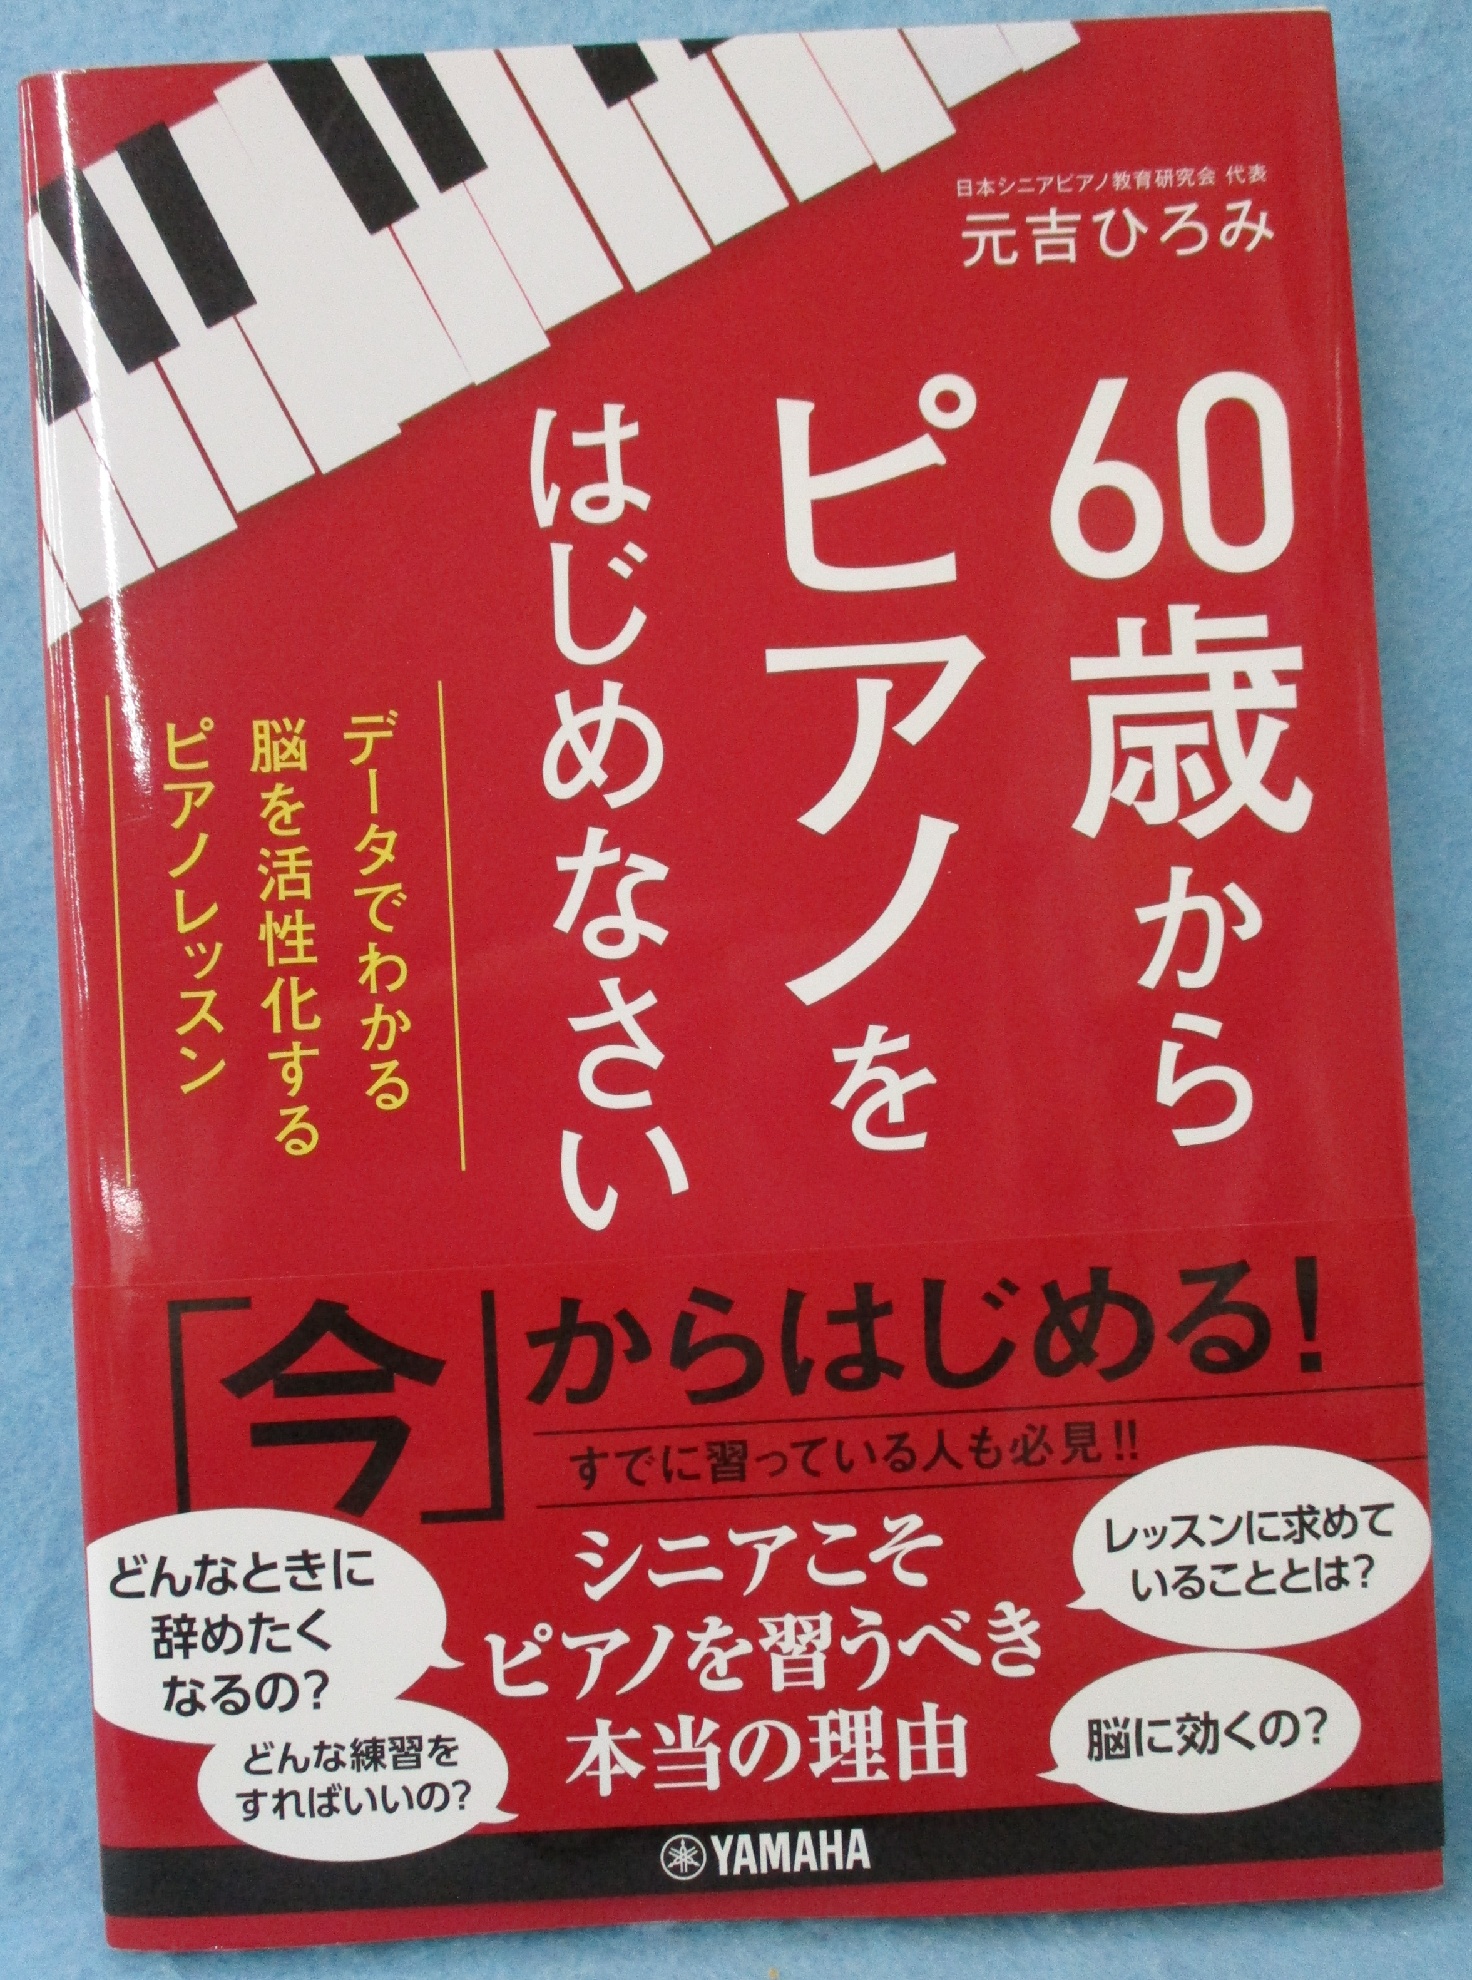 日本シニアピアノ教育研究会 代表
元吉ひろみ
60歳から
ピアノを
はじめなさい
データでわかる
脳を活性化する
ピアノレッスン
「今」からはじめる!
すでに習っている人も必見!!
シニアこそ
ピアノを習うべき
本当の理由
レッスンに求めて
いることとは?
脳に効くの?
どんなときに
辞めたく
なるの?
どんな練習を
すればいいの?
YAMAHA